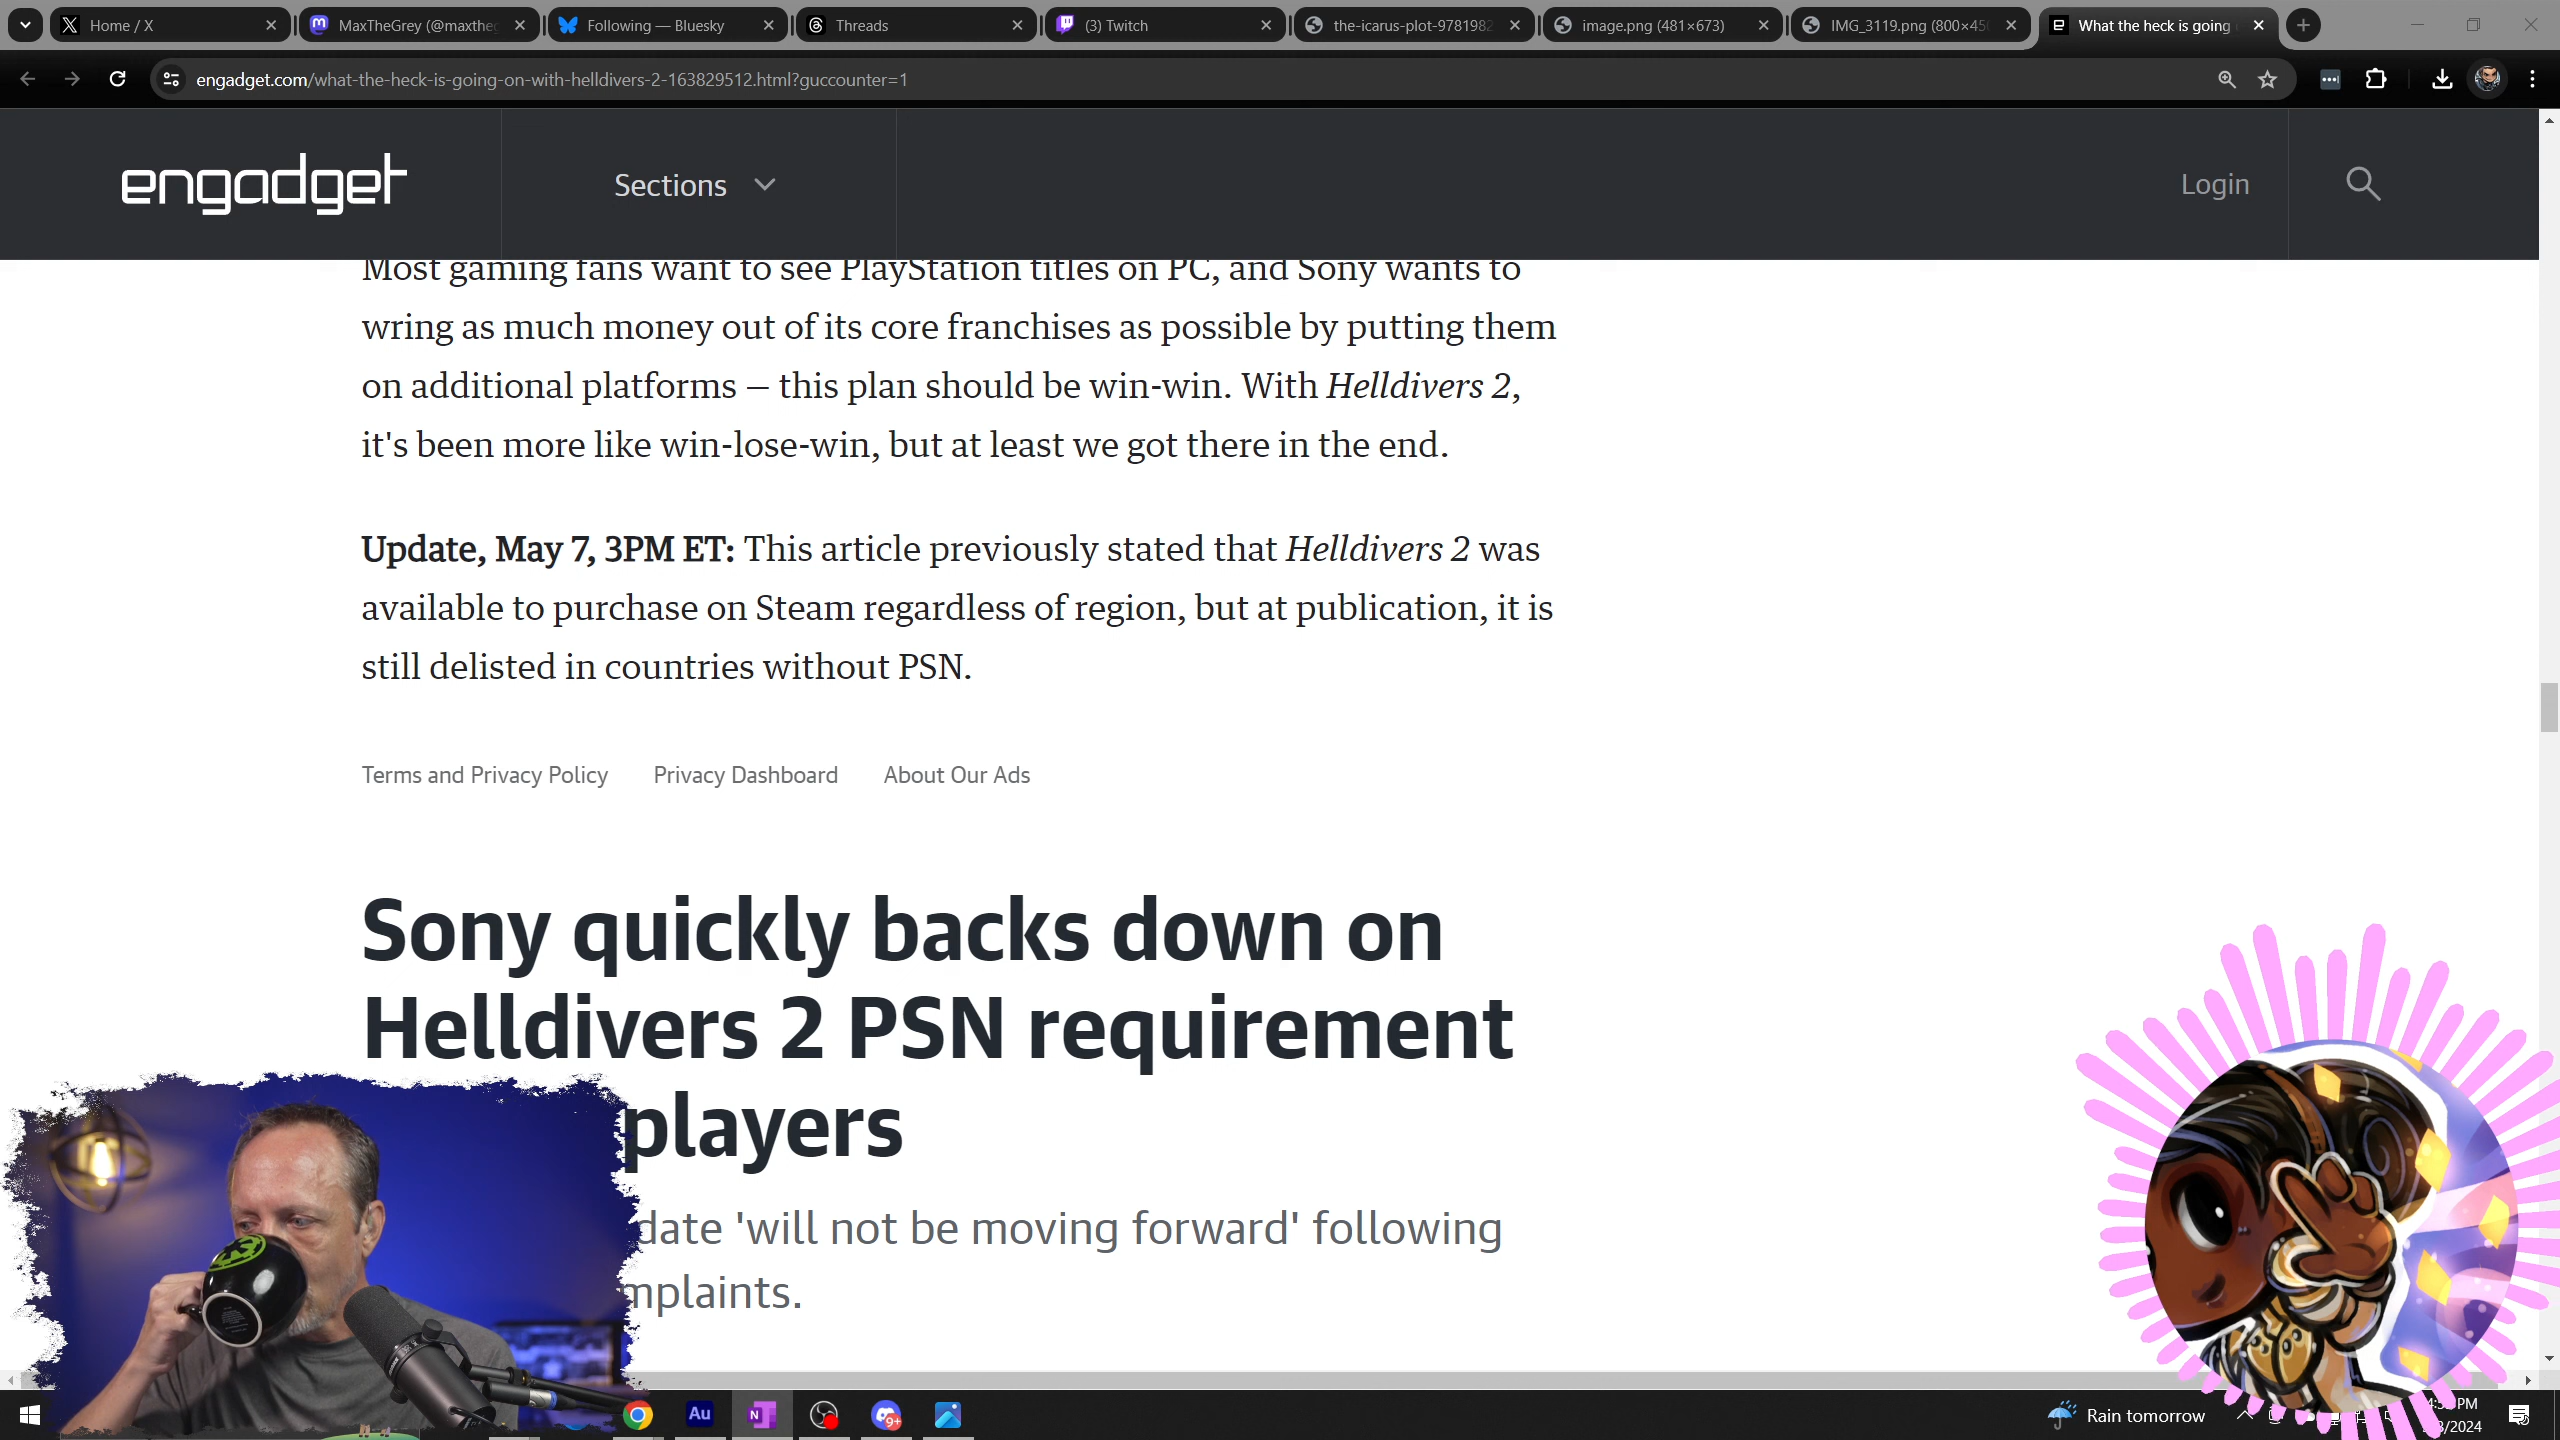 Home / X
MaxTheGrey (@maxthe
Following — Bluesky
Threads
(3) Twitch
the-icarus-plot-9781982
image.png (481×673)
IMG_3119.png (800×45
What the heck is going
engadget.com/what-the-heck-is-going-on-with-helldivers-2-163829512.html?guccounter=1
engadget
Sections
Login
Most gaming fans want to see PlayStation titles on PC, and Sony wants to
wring as much money out of its core franchises as possible by putting them
on additional platforms — this plan should be win-win. With Helldivers 2,
it's been more like win-lose-win, but at least we got there in the end.
Update, May 7, 3PM ET: This article previously stated that Helldivers 2 was
available to purchase on Steam regardless of region, but at publication, it is
still delisted in countries without PSN.
Terms and Privacy Policy
Privacy Dashboard
About Our Ads
Sony quickly backs down on
Helldivers 2 PSN requirement
players
date 'will not be moving forward' following
mplaints.
Au
N
9+
Rain tomorrow
PM
/2024